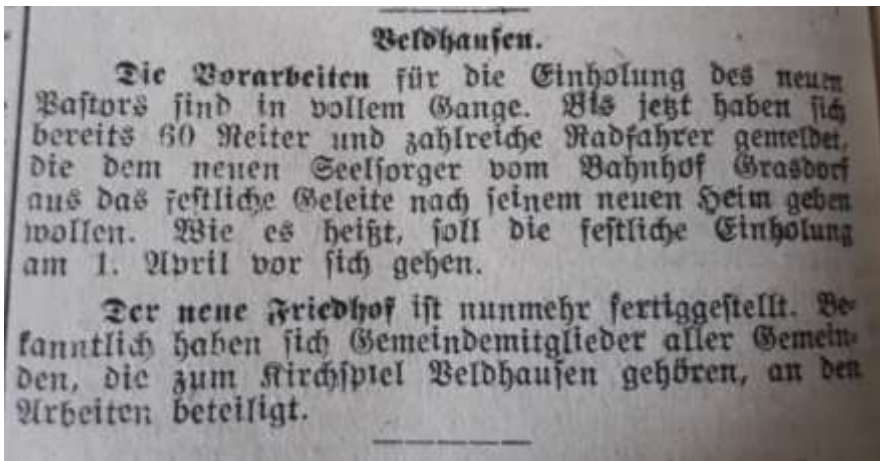 Veldhausen.
Die Vorarbeiten für die Einholung des neuen
Pastors sind in vollem Gange. Bis jetzt haben sich
bereits 60 Reiter und zahlreiche Radfahrer gemeldet,
die dem neuen Seelsorger vom Bahnhof Grasdorf
aus das festliche Geleite nach seinem neuen Heim geben
wollen. Wie es heißt, soll die festliche Einholung
am 1. April vor sich gehen.
Der neue Friedhof ist nunmehr fertiggestellt. Be-
kanntlich haben sich Gemeindemitglieder aller Gemein-
den, die zum Kirchspiel Veldhausen gehören, an den
Arbeiten beteiligt.